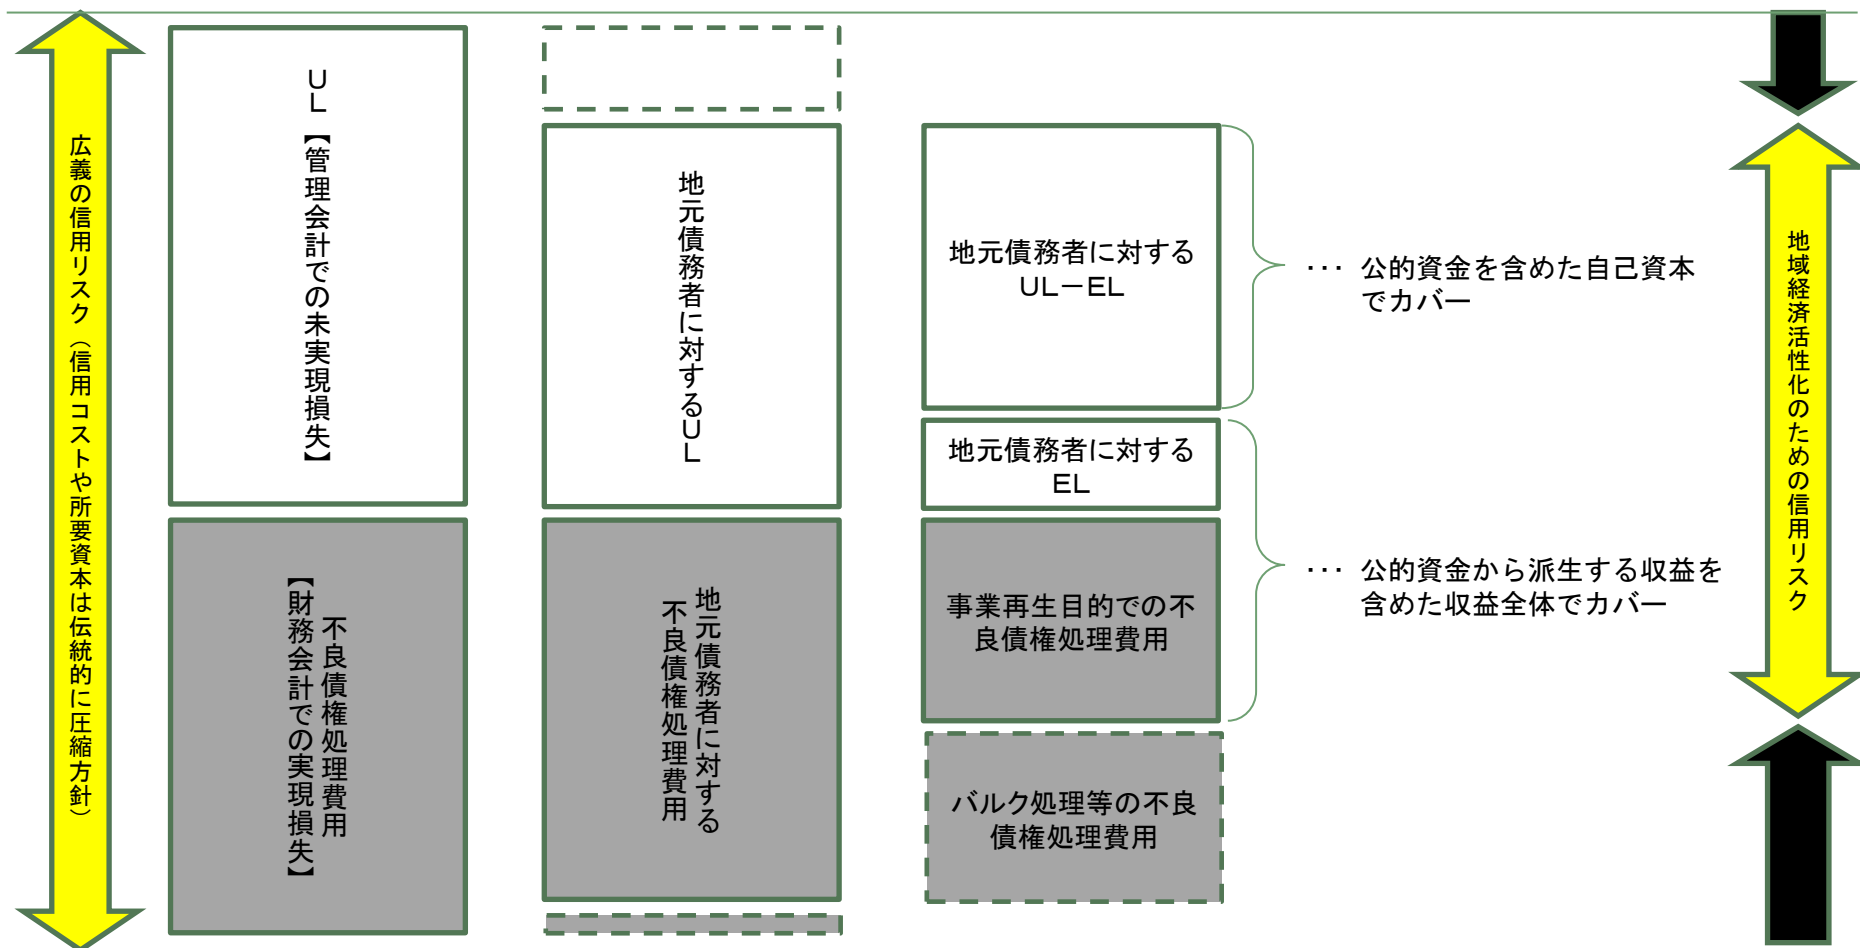 広義の信用リスク（信用コストや所要資本は伝統的に圧縮方針）
ＵＬ【管理会計での未実現損失】
不良債権処理費用
【財務会計での実現損失】
地元債務者に対するＵＬ
地元債務者に対する
不良債権処理費用
地元債務者に対する
ＵＬ－ＥＬ
地元債務者に対する
ＥＬ
事業再生目的での不
良債権処理費用
バルク処理等の不良
債権処理費用
… 公的資金を含めた自己資本
でカバー
… 公的資金から派生する収益を
含めた収益全体でカバー
地域経済活性化のための信用リスク